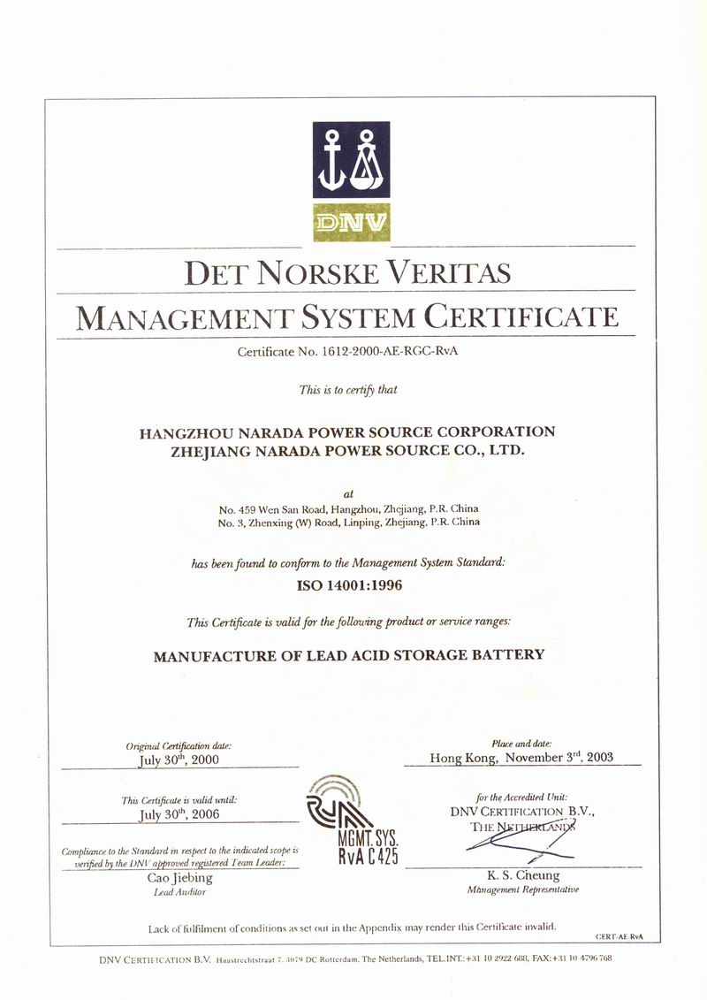 DNV
DET NORSKE VERITAS
MANAGEMENT SYSTEM CERTIFICATE
Certificate No. 1612-2000-AE-RGC-RvA
This is to certify that
HANGZHOU NARADA POWER SOURCE CORPORATION
ZHEJIANG NARADA POWER SOURCE CO., LTD.
at
No. 459 Wen San Road, Hangzhou, Zhejiang, P.R. China
No. 3, Zhenxing (W) Road, Linping, Zhejiang, P.R. China
has been found to conform to the Management System Standard:
ISO 14001:1996
This Certificate is valid for the following product or service ranges:
MANUFACTURE OF LEAD ACID STORAGE BATTERY
Original Certification date:
July 30th, 2000
Place and date:
Hong Kong, November 3rd, 2003
This Certificate is valid until:
July 30th, 2006
for the Accredited Unit:
DNV CERTIFICATION B.V.,
THE NETHERLANDS
RvA
MGMT. SYS.
RvA C 425
Compliance to the Standard in respect to the indicated scope is
verified by the DNV approved registered Team Leader:
Cao Jiebing
Lead Auditor
K. S. Cheung
Management Representative
Lack of fulfilment of conditions as set out in the Appendix may render this Certificate invalid.
CERT-AE-RvA
DNV CERTIFICATION B.V. Haastrechtstraat 7, 3079 DC Rotterdam, The Netherlands, TEL.INT.: +31 10 2922 688, FAX: +31 10 4796 768